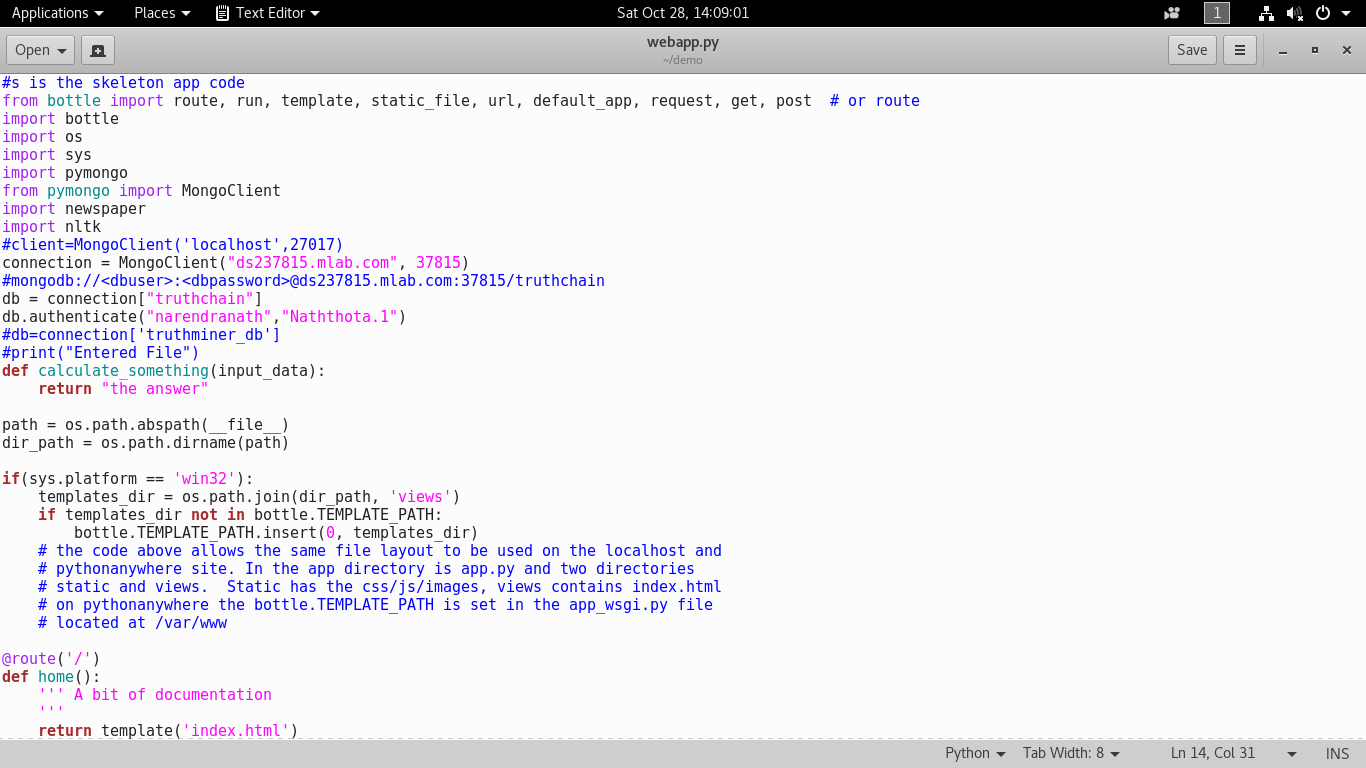 Applications Places Text Editor Sat Oct 28, 14:09:01 1
Open webapp.py Save
~/demo
#s is the skeleton app code
from bottle import route, run, template, static_file, url, default_app, request, get, post  # or route
import bottle
import os
import sys
import pymongo
from pymongo import MongoClient
import newspaper
import nltk
#client=MongoClient('localhost',27017)
connection = MongoClient("ds237815.mlab.com", 37815)
#mongodb://<dbuser>:<dbpassword>@ds237815.mlab.com:37815/truthchain
db = connection["truthchain"]
db.authenticate("narendranath","Naththota.1")
#db=connection['truthminer_db']
#print("Entered File")
def calculate_something(input_data):
    return "the answer"
path = os.path.abspath(__file__)
dir_path = os.path.dirname(path)
if(sys.platform == 'win32'):
    templates_dir = os.path.join(dir_path, 'views')
    if templates_dir not in bottle.TEMPLATE_PATH:
        bottle.TEMPLATE_PATH.insert(0, templates_dir)
    # the code above allows the same file layout to be used on the localhost and
    # pythonanywhere site. In the app directory is app.py and two directories
    # static and views.  Static has the css/js/images, views contains index.html
    # on pythonanywhere the bottle.TEMPLATE_PATH is set in the app_wsgi.py file
    # located at /var/www
@route('/')
def home():
    ''' A bit of documentation
    '''
    return template('index.html')
Python Tab Width: 8 Ln 14, Col 31 INS